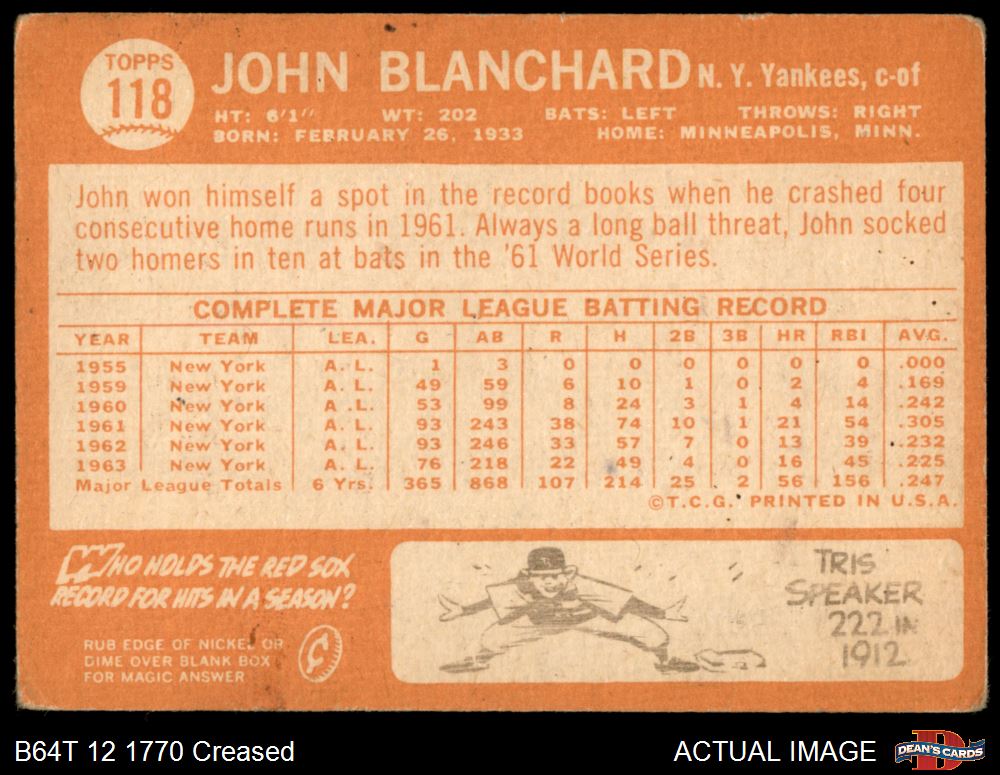 TOPPS
118
JOHN BLANCHARD N. Y. Yankees, c-of
HT: 6'1" WT: 202 BATS: LEFT THROWS: RIGHT
BORN: FEBRUARY 26, 1933 HOME: MINNEAPOLIS, MINN.
John won himself a spot in the record books when he crashed four
consecutive home runs in 1961. Always a long ball threat, John socked
two homers in ten at bats in the '61 World Series.
COMPLETE MAJOR LEAGUE BATTING RECORD
YEAR TEAM LEA. G AB R H 2B 3B HR RBI AVG.
1955 New York A. L. 1 3 0 0 0 0 0 0 .000
1959 New York A. L. 49 59 6 10 1 0 2 4 .169
1960 New York A .L. 53 99 8 24 3 1 4 14 .242
1961 New York A. L. 93 243 38 74 10 1 21 54 .305
1962 New York A. L. 93 246 33 57 7 0 13 39 .232
1963 New York A. L. 76 218 22 49 4 0 16 45 .225
Major League Totals 6 Yrs. 365 868 107 214 25 2 56 156 .247
©T.C.G. PRINTED IN U.S.A.
WHO HOLDS THE RED SOX
RECORD FOR HITS IN A SEASON?
RUB EDGE OF NICKEL OR
DIME OVER BLANK BOX
FOR MAGIC ANSWER
¢
TRIS
SPEAKER
222 IN
1912
B64T 12 1770 Creased
ACTUAL IMAGE
D
DEAN'S CARDS